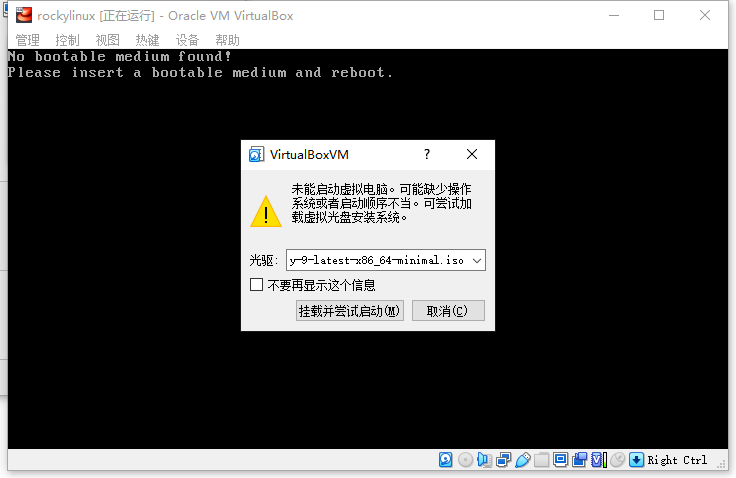 rockylinux [正在运行] - Oracle VM VirtualBox
管理 控制 视图 热键 设备 帮助
No bootable medium found!
Please insert a bootable medium and reboot.
VirtualBoxVM
未能启动虚拟电脑。可能缺少操作
系统或者启动顺序不当。可尝试加
载虚拟光盘安装系统。
光驱: y-9-latest-x86_64-minimal.iso
不要再显示这个信息
挂载并尝试启动(M) 取消(C)
Right Ctrl